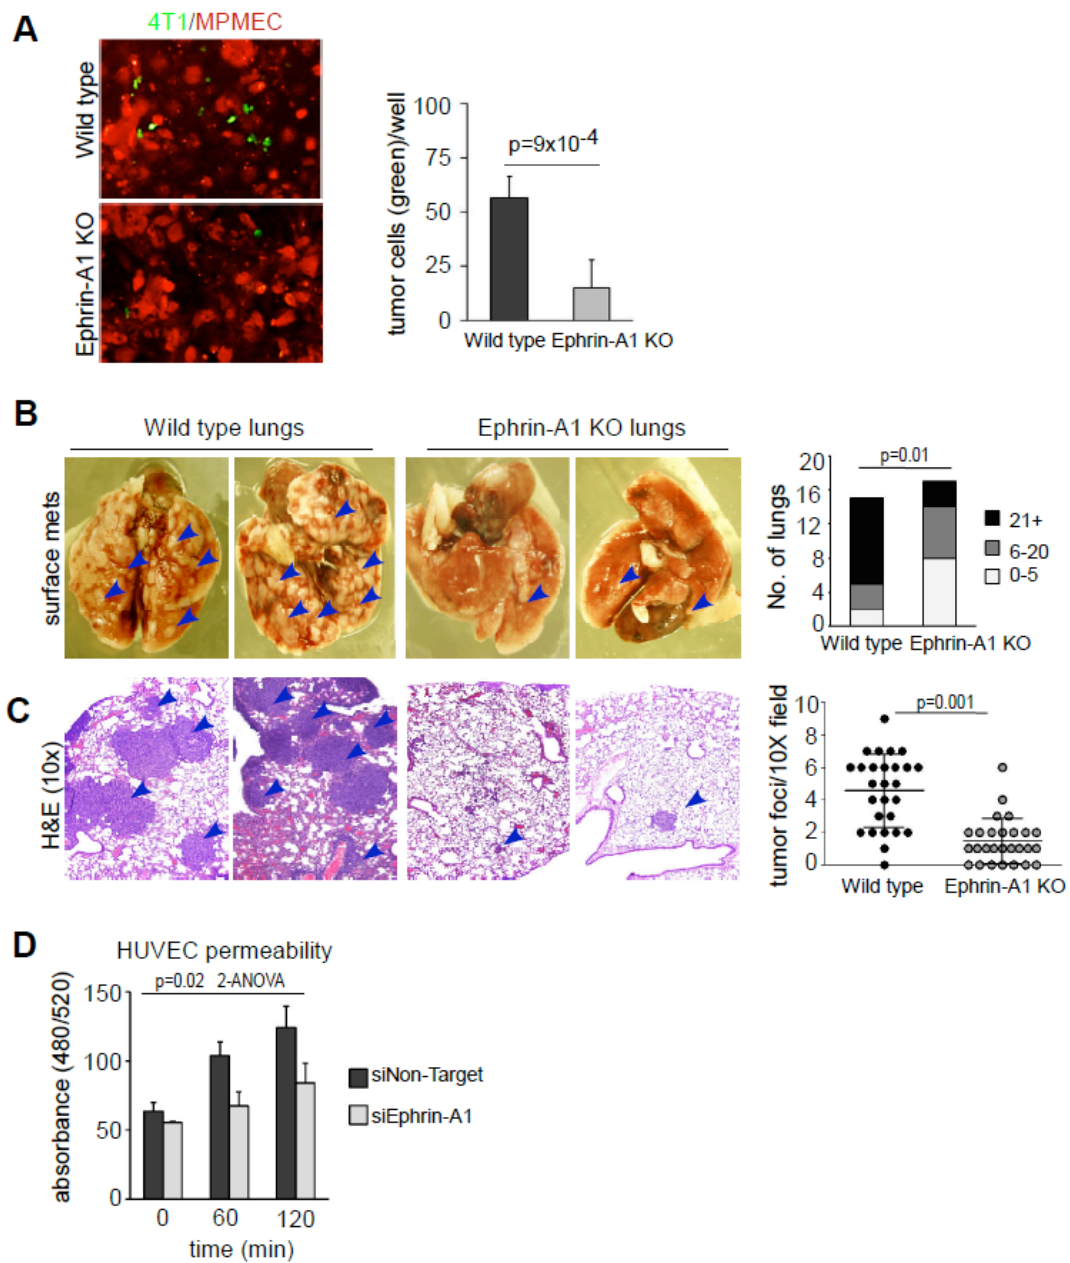 A
4T1/MPMEC
Wild type
Ephrin-A1 KO
tumor cells (green)/well
100
75
50
25
0
p=9x10-4
Wild type Ephrin-A1 KO
B
Wild type lungs
Ephrin-A1 KO lungs
surface mets
No. of lungs
20
16
12
8
4
0
p=0.01
21+
6-20
0-5
Wild type Ephrin-A1 KO
C
H&E (10x)
tumor foci/10X field
10
8
6
4
2
0
p=0.001
Wild type Ephrin-A1 KO
D
HUVEC permeability
p=0.02 2-ANOVA
absorbance (480/520)
150
100
50
0
siNon-Target
siEphrin-A1
0 60 120
time (min)